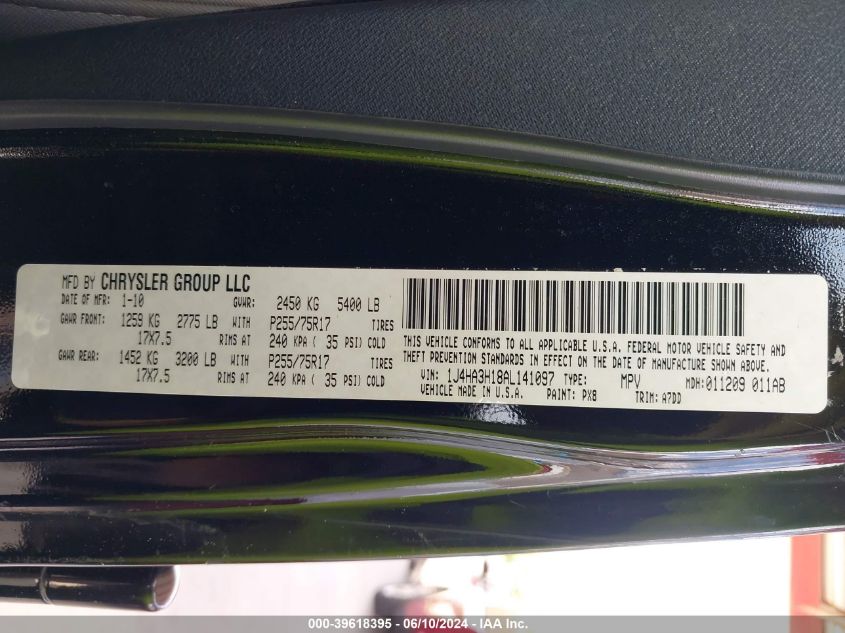 MFD BY CHRYSLER GROUP LLC
DATE OF MFR: 1-10 GVWR: 2450 KG 5400 LB
GAWR FRONT: 1259 KG 2775 LB WITH P255/75R17 TIRES
17X7.5 RIMS AT 240 KPA ( 35 PSI) COLD
GAWR REAR: 1452 KG 3200 LB WITH P255/75R17 TIRES
17X7.5 RIMS AT 240 KPA ( 35 PSI) COLD
THIS VEHICLE CONFORMS TO ALL APPLICABLE U.S.A. FEDERAL MOTOR VEHICLE SAFETY AND
THEFT PREVENTION STANDARDS IN EFFECT ON THE DATE OF MANUFACTURE SHOWN ABOVE.
VIN: 1J4HA3H18AL141097 TYPE: MPV MDH: 011209 011AB
VEHICLE MADE IN U.S.A. PAINT: PX8 TRIM: A7DD
000-39618395 - 06/10/2024 - IAA Inc.